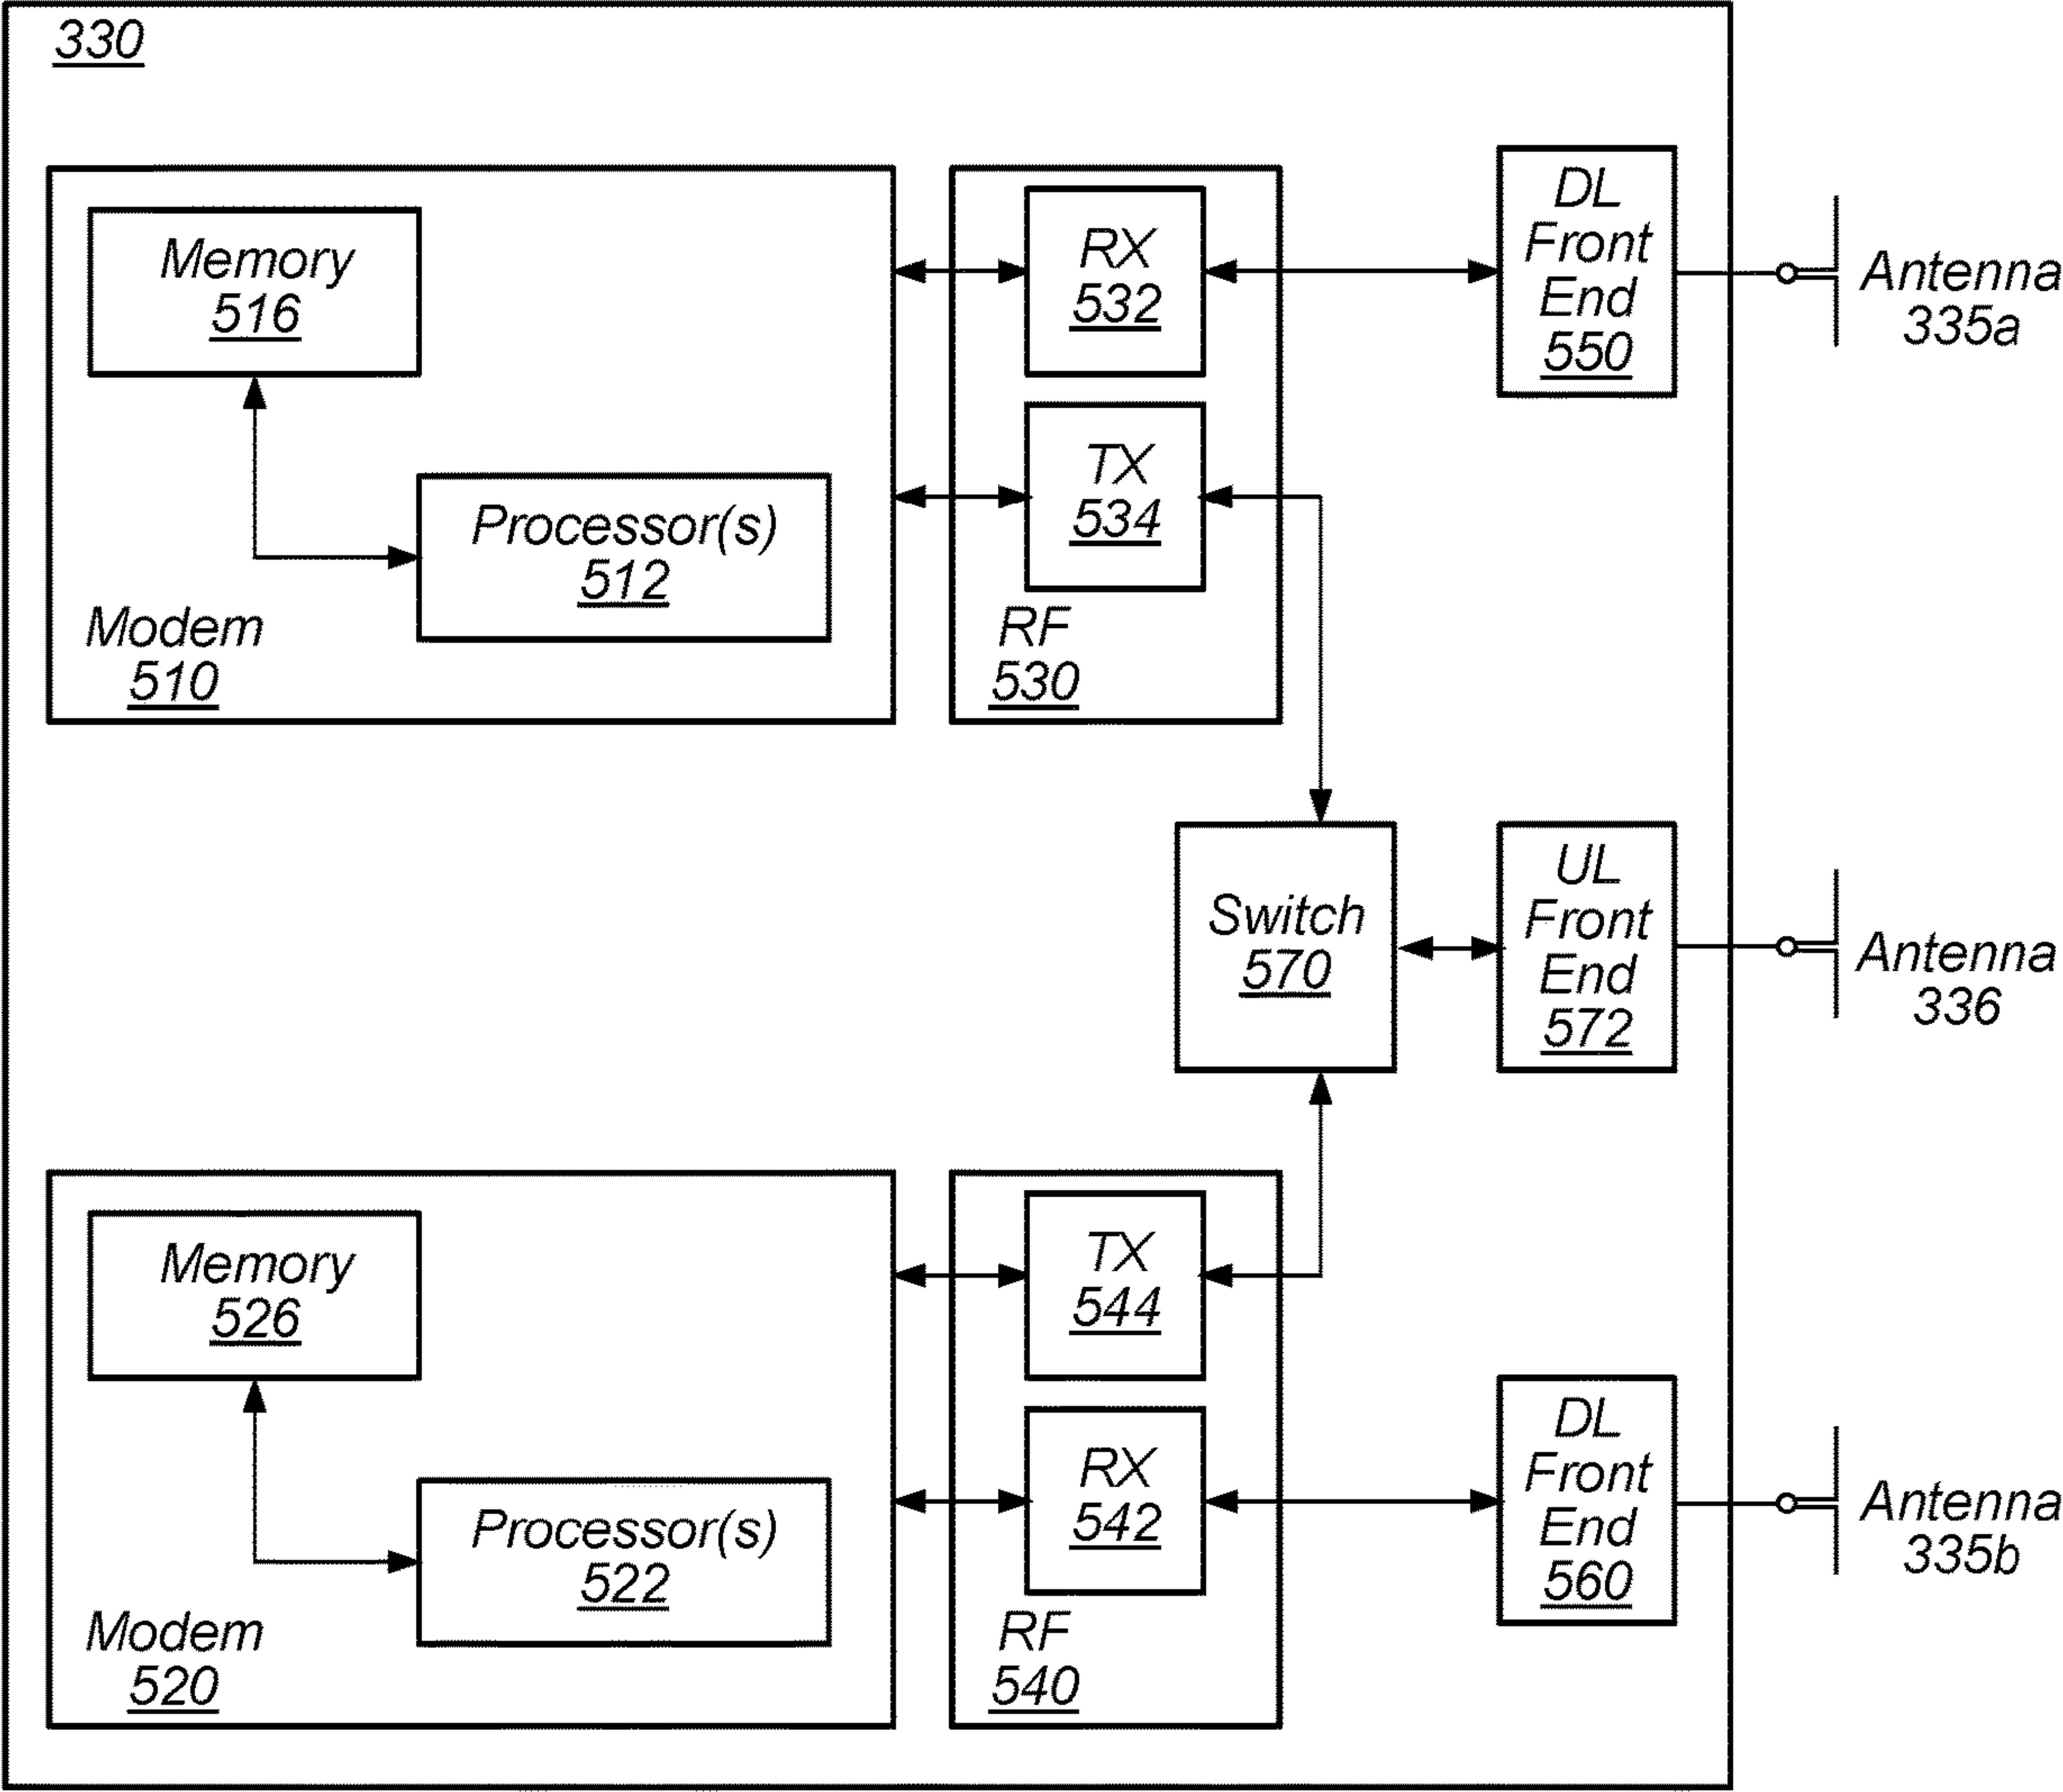 330
Memory
516
Processor(s)
512
Modem
510
RX
532
TX
534
RF
530
DL
Front
End
550
Antenna
335a
Switch
570
UL
Front
End
572
Antenna
336
Memory
526
Processor(s)
522
Modem
520
TX
544
RX
542
RF
540
DL
Front
End
560
Antenna
335b